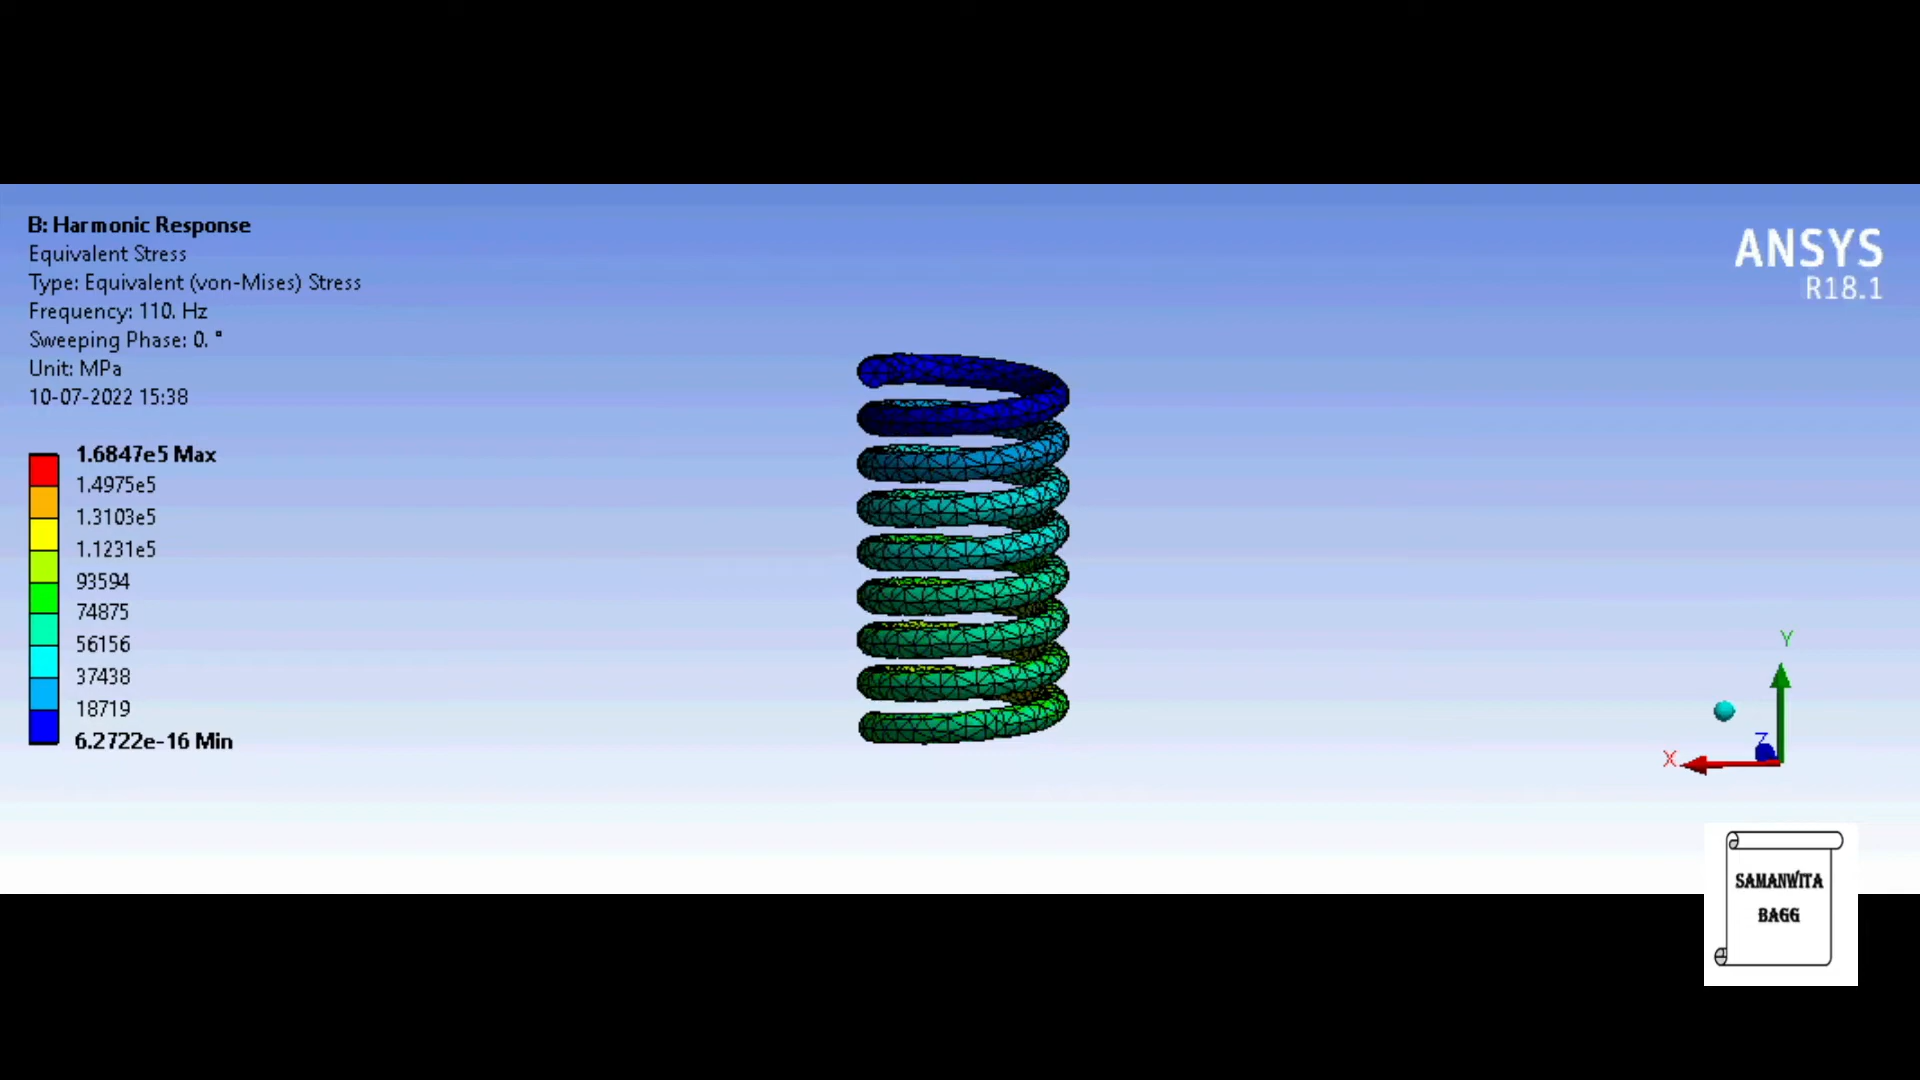 B: Harmonic Response
Equivalent Stress
Type: Equivalent (von-Mises) Stress
Frequency: 110. Hz
Sweeping Phase: 0. °
Unit: MPa
10-07-2022 15:38
1.6847e5 Max
1.4975e5
1.3103e5
1.1231e5
93594
74875
56156
37438
18719
6.2722e-16 Min
ANSYS
R18.1
Y
Z
X
SAMANWITA
BAGG